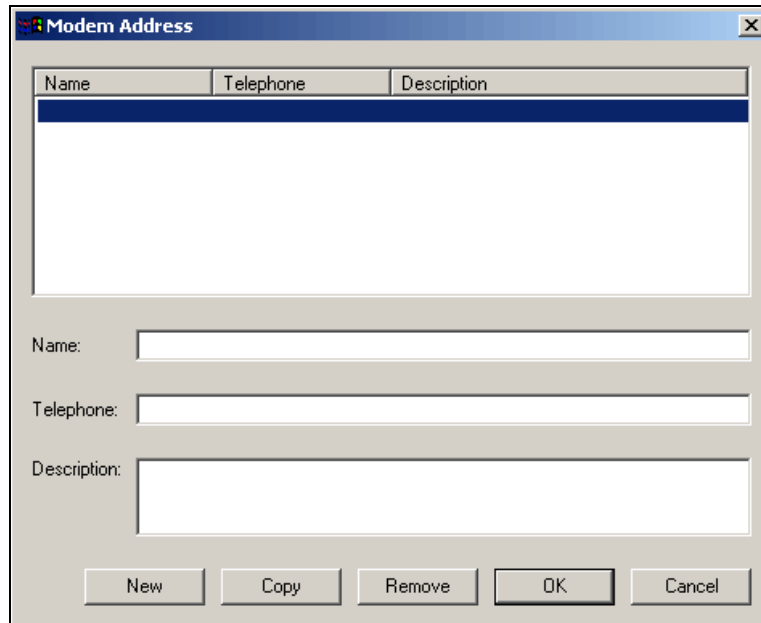 Modem Address
Name Telephone Description
Name:
Telephone:
Description:
New Copy Remove OK Cancel